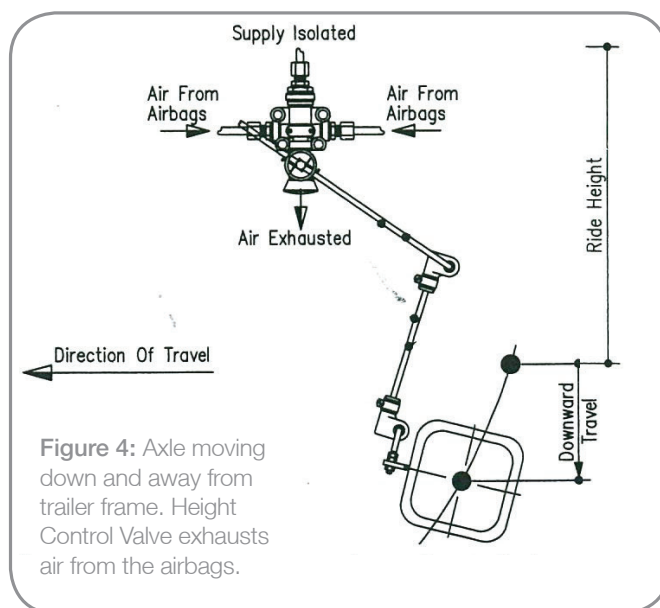 Supply Isolated
Air From
Airbags
Air From
Airbags
Air Exhausted
Ride Height
Direction Of Travel
Downward
Travel
Figure 4: Axle moving
down and away from
trailer frame. Height
Control Valve exhausts
air from the airbags.